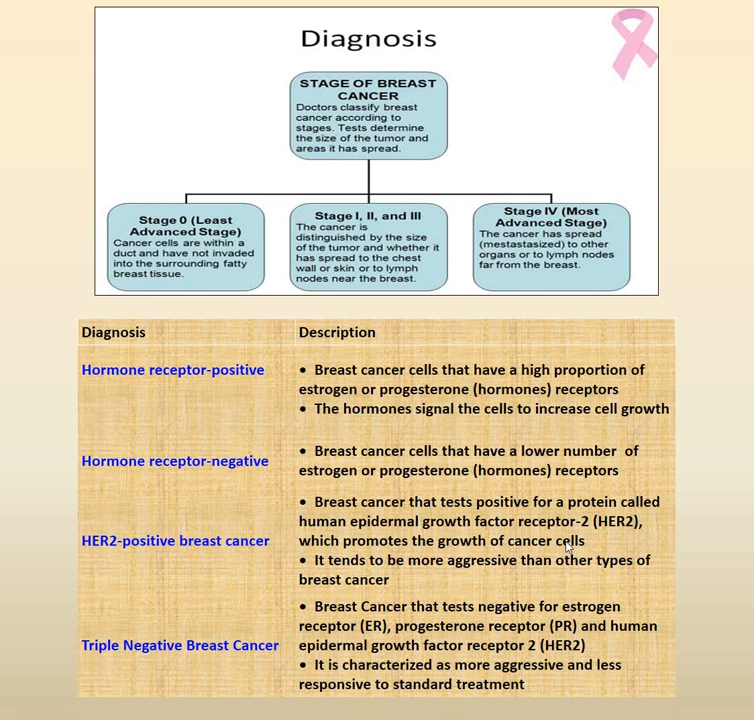 Diagnosis
STAGE OF BREAST
CANCER
Doctors classify breast
cancer according to
stages. Tests determine
the size of the tumor and
areas it has spread.
Stage 0 (Least
Advanced Stage)
Cancer cells are within a
duct and have not invaded
into the surrounding fatty
breast tissue.
Stage I, II, and III
The cancer is
distinguished by the size
of the tumor and whether it
has spread to the chest
wall or skin or to lymph
nodes near the breast.
Stage IV (Most
Advanced Stage)
The cancer has spread
(mestastasized) to other
organs or to lymph nodes
far from the breast.
Diagnosis
Description
Hormone receptor-positive
• Breast cancer cells that have a high proportion of
estrogen or progesterone (hormones) receptors
• The hormones signal the cells to increase cell growth
Hormone receptor-negative
• Breast cancer cells that have a lower number of
estrogen or progesterone (hormones) receptors
HER2-positive breast cancer
• Breast cancer that tests positive for a protein called
human epidermal growth factor receptor-2 (HER2),
which promotes the growth of cancer cells
• It tends to be more aggressive than other types of
breast cancer
Triple Negative Breast Cancer
• Breast Cancer that tests negative for estrogen
receptor (ER), progesterone receptor (PR) and human
epidermal growth factor receptor 2 (HER2)
• It is characterized as more aggressive and less
responsive to standard treatment